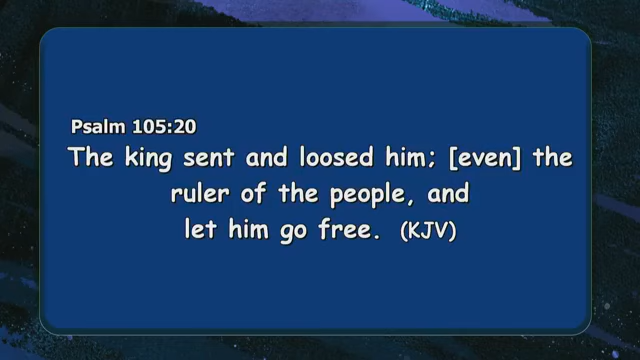 Psalm 105:20
The king sent and loosed him; [even] the
ruler of the people, and
let him go free. (KJV)